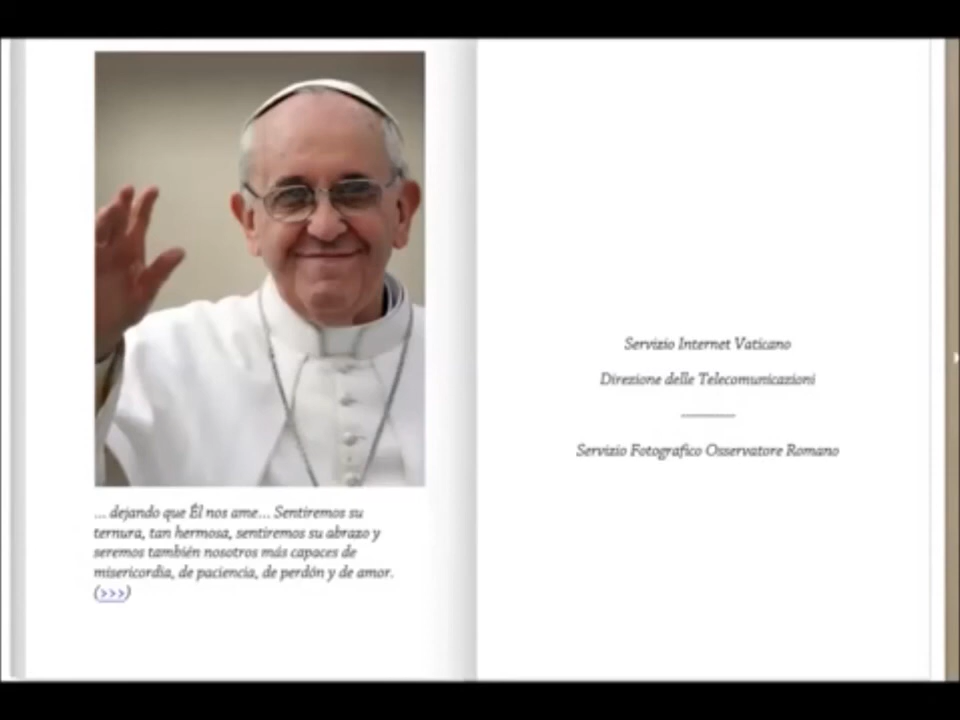 ... dejando que Él nos ame... Sentiremos su
ternura, tan hermosa, sentiremos su abrazo y
seremos también nosotros más capaces de
misericordia, de paciencia, de perdón y de amor.
(>>>)
Servizio Internet Vaticano
Direzione delle Telecomunicazioni
Servizio Fotografico Osservatore Romano